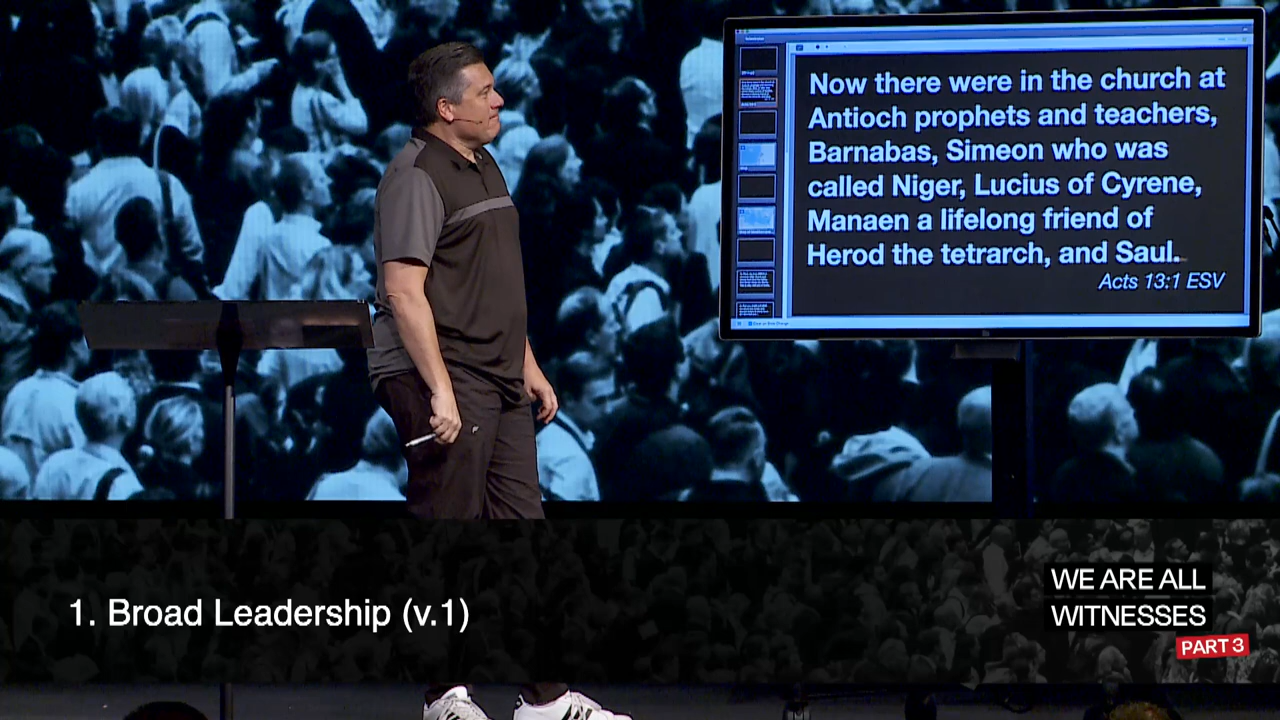 Now there were in the church at
Antioch prophets and teachers,
Barnabas, Simeon who was
called Niger, Lucius of Cyrene,
Manaen a lifelong friend of
Herod the tetrarch, and Saul.
Acts 13:1 ESV
1. Broad Leadership (v.1)
WE ARE ALL
WITNESSES
PART 3